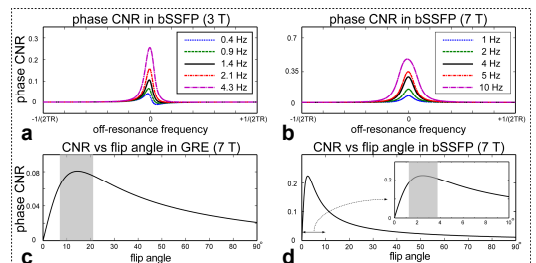 phase CNR in bSSFP (3 T)
phase CNR
0.3
0.2
0.1
0
0.4 Hz
0.9 Hz
1.4 Hz
2.1 Hz
4.3 Hz
-1/(2TR)
0
+1/(2TR)
off-resonance frequency
a
phase CNR in bSSFP (7 T)
0.7
0.35
0
1 Hz
2 Hz
4 Hz
5 Hz
10 Hz
-1/(2TR)
0
+1/(2TR)
off-resonance frequency
b
CNR vs flip angle in GRE (7 T)
phase CNR
0.08
0.04
0
0 10 20 30 40 50 60 70 80 90°
flip angle
c
CNR vs flip angle in bSSFP (7 T)
0.2
0.1
0
0 2 4 6 8 10°
0 10 20 30 40 50 60 70 80 90°
flip angle
d